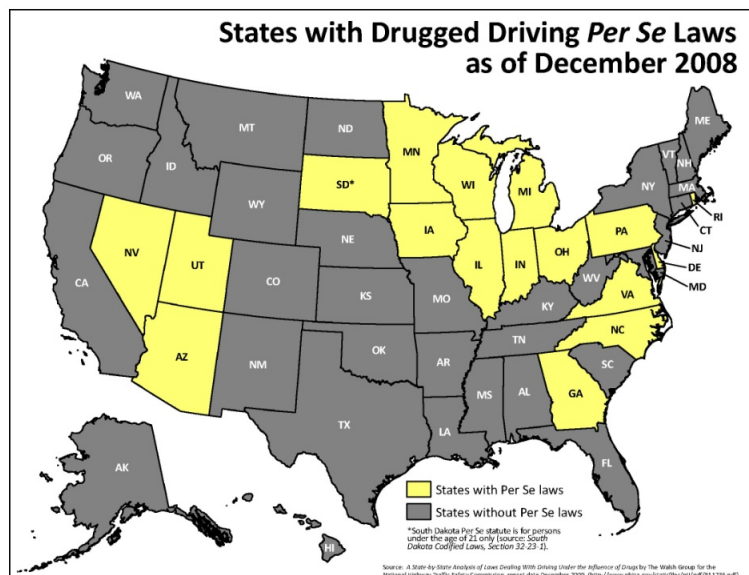 States with Drugged Driving Per Se Laws
as of December 2008
WA
MT
ND
MN
ME
OR
ID
SD*
WI
MI
VT
NH
NY
MA
RI
CT
WY
IA
PA
NJ
NE
NV
UT
IL
IN
OH
DE
MD
WV
VA
CA
CO
KS
MO
KY
NC
TN
AZ
NM
OK
AR
SC
MS
AL
GA
TX
LA
FL
AK
HI
States with Per Se laws
States without Per Se laws
*South Dakota Per Se statute is for persons
under the age of 21 only (source: South
Dakota Codified Laws, Section 32-23-1).
Source: A State-by-State Analysis of Laws Dealing With Driving Under the Influence of Drugs by The Walsh Group for the